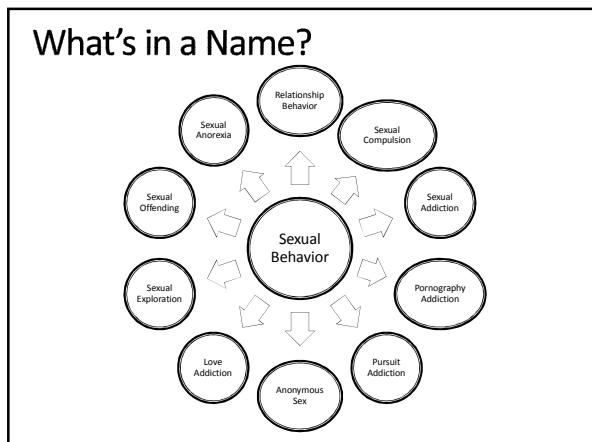 What's in a Name?
Relationship
Behavior
Sexual
Compulsion
Sexual
Addiction
Pornography
Addiction
Pursuit
Addiction
Anonymous
Sex
Love
Addiction
Sexual
Exploration
Sexual
Offending
Sexual
Anorexia
Sexual
Behavior